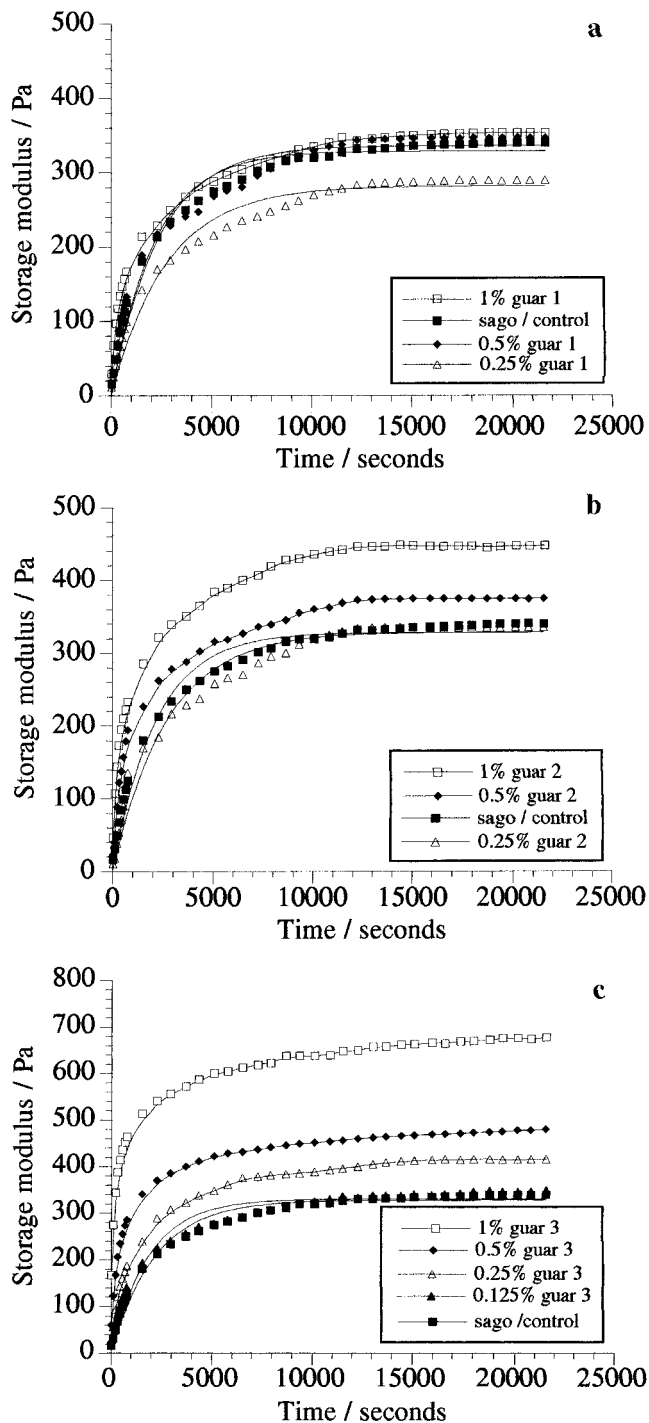 a
500
400
300
200
100
0
Storage modulus / Pa
1% guar 1
sago / control
0.5% guar 1
0.25% guar 1
0 5000 10000 15000 20000 25000
Time / seconds
b
500
400
300
200
100
0
Storage modulus / Pa
1% guar 2
0.5% guar 2
sago / control
0.25% guar 2
0 5000 10000 15000 20000 25000
Time / seconds
c
800
700
600
500
400
300
200
100
0
Storage modulus / Pa
1% guar 3
0.5% guar 3
0.25% guar 3
0.125% guar 3
sago /control
0 5000 10000 15000 20000 25000
Time / seconds